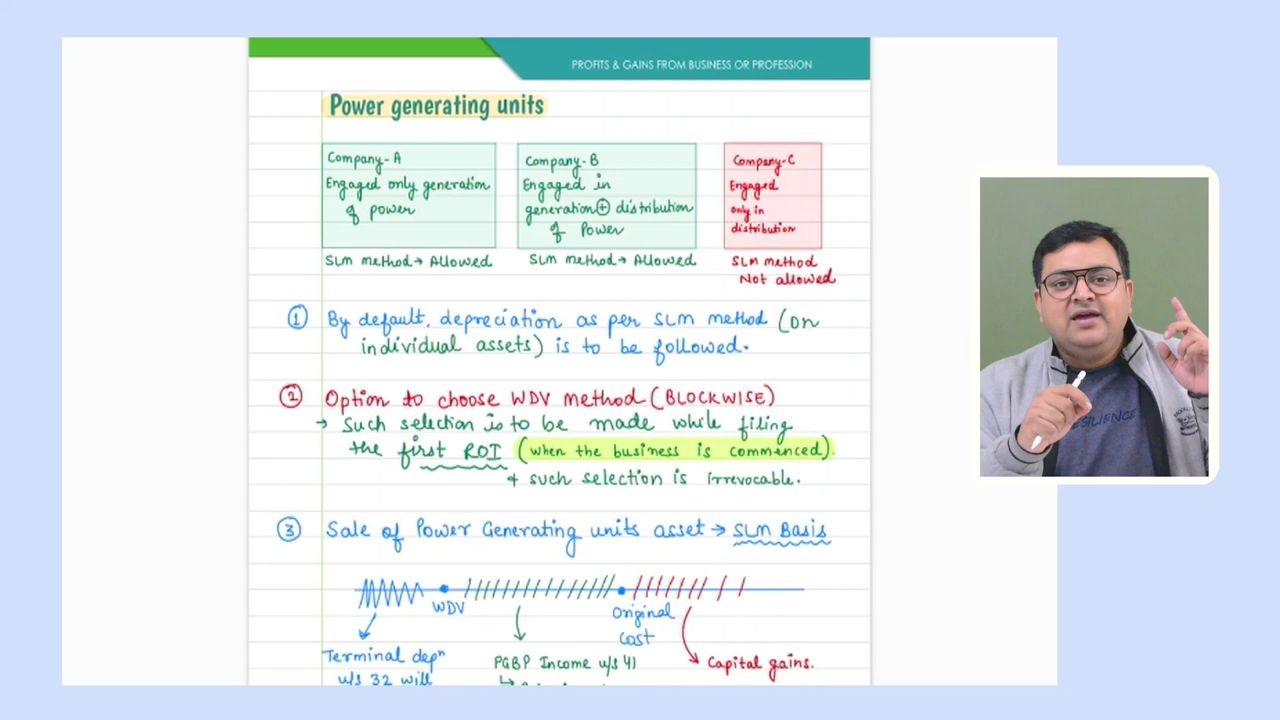 PROFITS & GAINS FROM BUSINESS OR PROFESSION
Power generating units
Company-A
Engaged only generation
of power
SLM method → Allowed
Company-B
Engaged in
generation ⊕ distribution
of Power
SLM method → Allowed
Company-C
Engaged
only in
distribution
SLM method
Not allowed
① By default, depreciation as per SLM method (on
individual assets) is to be followed.
② Option to choose WDV method (BLOCKWISE)
→ Such selection is to be made while filing
the first ROI (when the business is commenced).
& such selection is irrevocable.
③ Sale of Power Generating units asset → SLM Basis
WDV
Original
cost
Terminal depn
u/s 32 will
PGBP Income u/s 41
Capital gains.
RESILIENCE